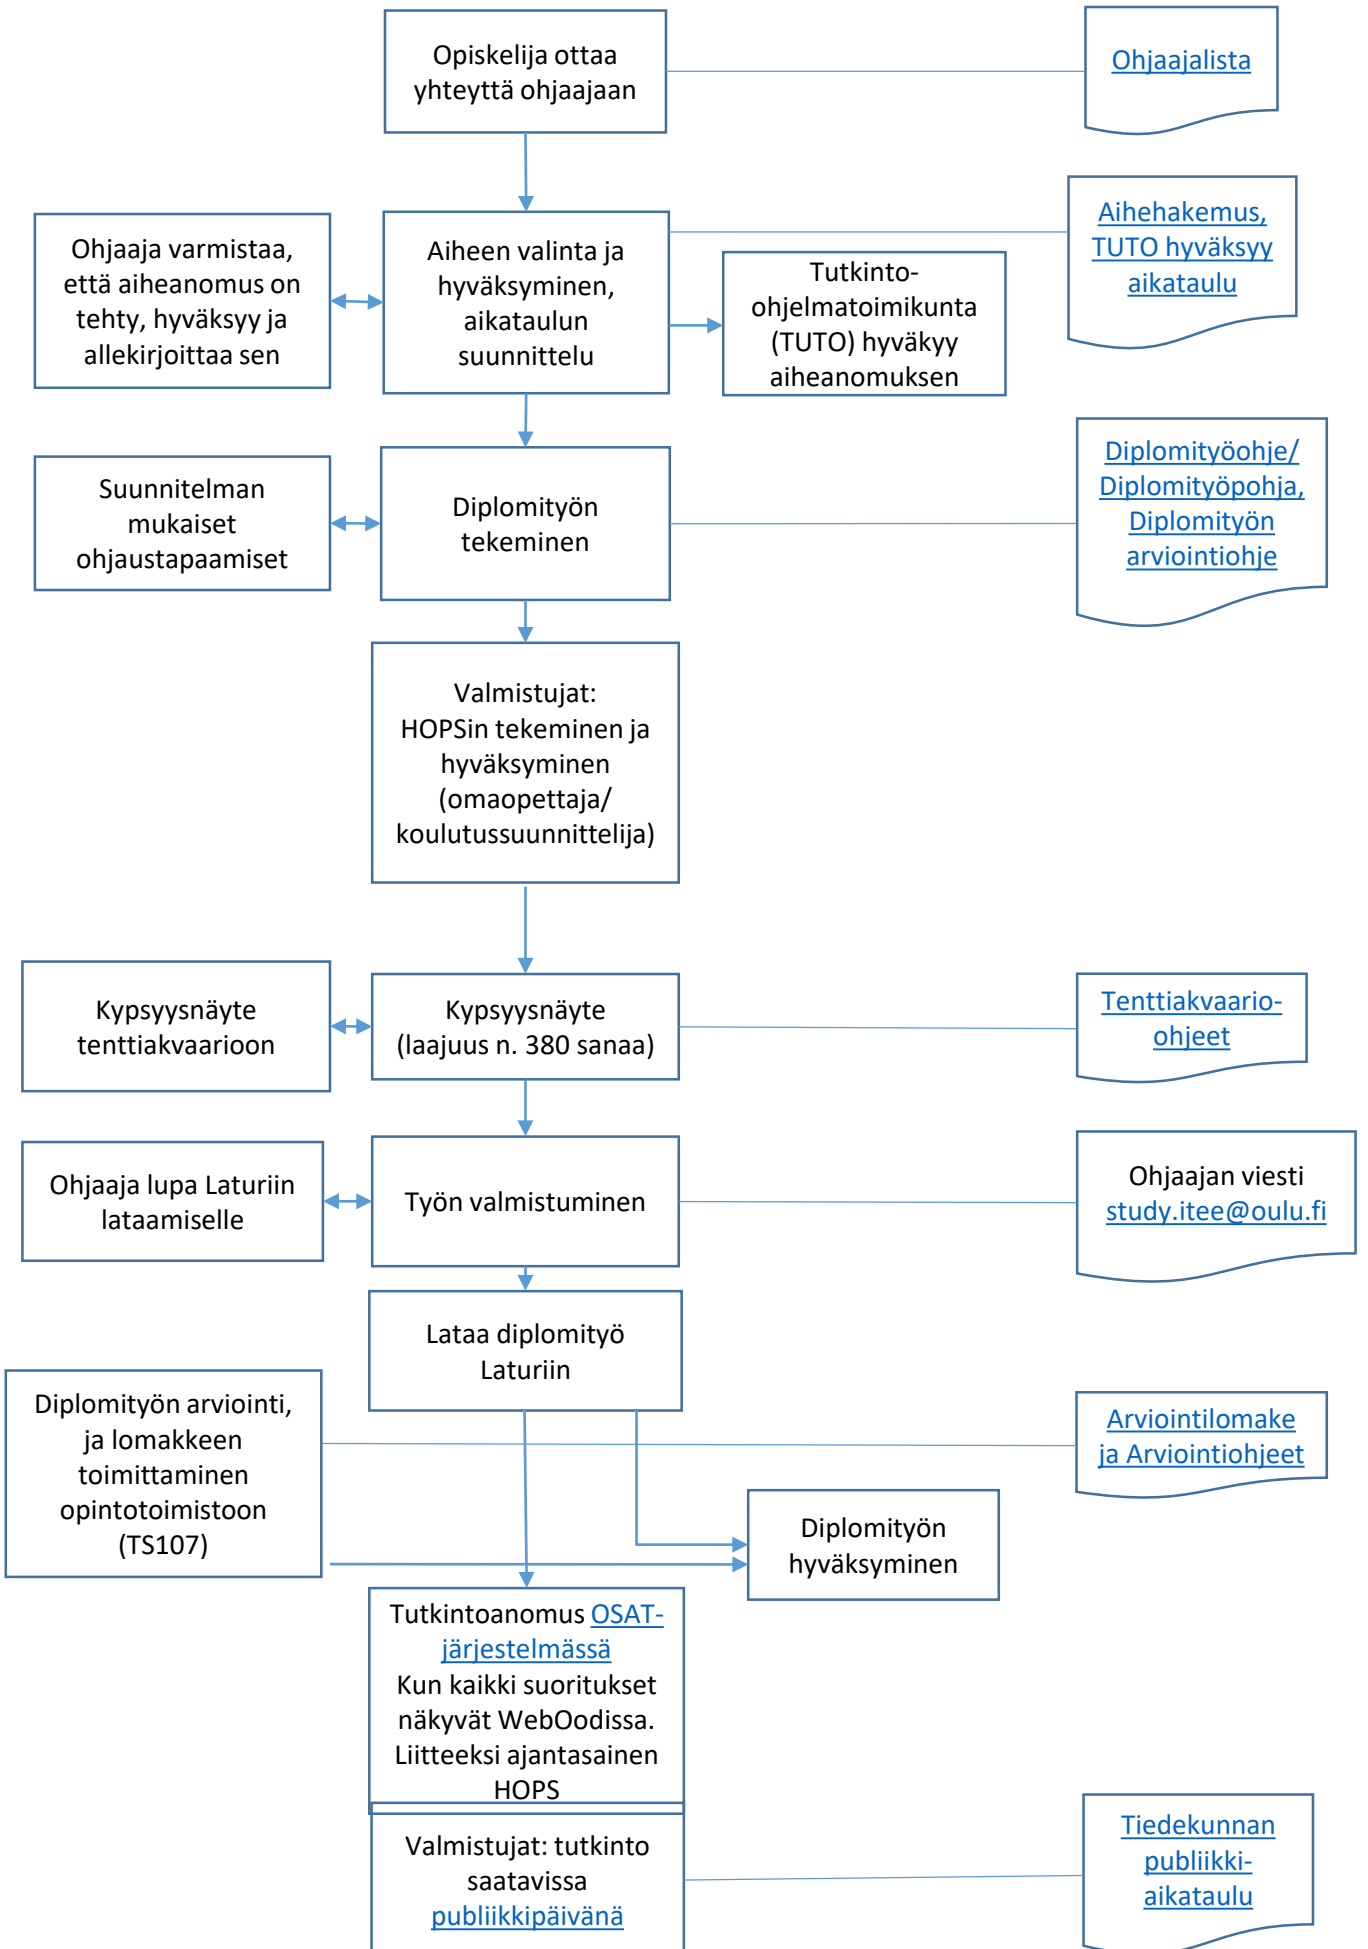 Opiskelija ottaa
yhteyttä ohjaajaan
Ohjaajalista
Ohjaaja varmistaa,
että aiheanomus on
tehty, hyväksyy ja
allekirjoittaa sen
Aiheen valinta ja
hyväksyminen,
aikataulun
suunnittelu
Tutkinto-
ohjelmatoimikunta
(TUTO) hyväkyy
aiheanomuksen
Aihehakemus,
TUTO hyväksyy
aikataulu
Suunnitelman
mukaiset
ohjaustapaamiset
Diplomityön
tekeminen
Diplomityöohje/
Diplomityöpohja,
Diplomityön
arviointiohje
Valmistujat:
HOPSin tekeminen ja
hyväksyminen
(omaopettaja/
koulutussuunnittelija)
Kypsyysnäyte
tenttiakvaarioon
Kypsyysnäyte
(laajuus n. 380 sanaa)
Tenttiakvaario-
ohjeet
Ohjaaja lupa Laturiin
lataamiselle
Työn valmistuminen
Ohjaajan viesti
study.itee@oulu.fi
Lataa diplomityö
Laturiin
Diplomityön arviointi,
ja lomakkeen
toimittaminen
opintotoimistoon
(TS107)
Arviointilomake
ja Arviointiohjeet
Diplomityön
hyväksyminen
Tutkintoanomus OSAT-
järjestelmässä
Kun kaikki suoritukset
näkyvät WebOodissa.
Liitteeksi ajantasainen
HOPS
Valmistujat: tutkinto
saatavissa
publiikkipäivänä
Tiedekunnan
publiikki-
aikataulu